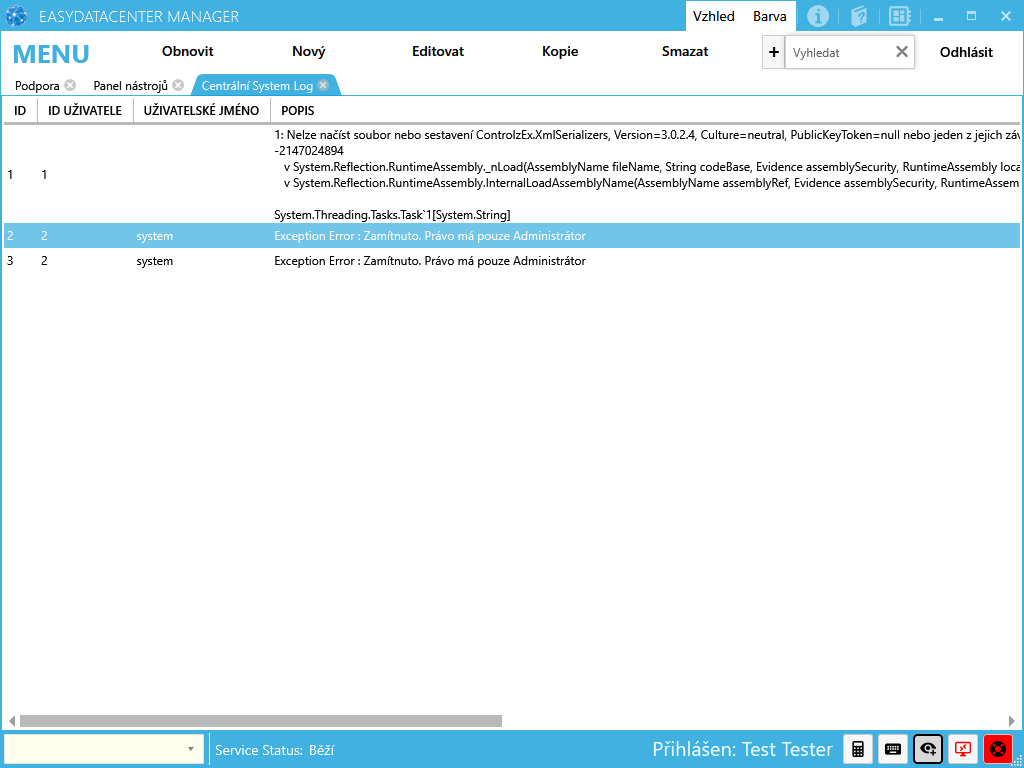 EASYDATACENTER MANAGER
Vzhled Barva
MENU Obnovit Nový Editovat Kopie Smazat + Vyhledat Odhlásit
Podpora Panel nástrojů Centrální System Log
ID ID UŽIVATELE UŽIVATELSKÉ JMÉNO POPIS
1: Nelze načíst soubor nebo sestavení ControlzEx.XmlSerializers, Version=3.0.2.4, Culture=neutral, PublicKeyToken=null nebo jeden z jejich záv
-2147024894
1 1
v System.Reflection.RuntimeAssembly._nLoad(AssemblyName fileName, String codeBase, Evidence assemblySecurity, RuntimeAssembly loca
v System.Reflection.RuntimeAssembly.InternalLoadAssemblyName(AssemblyName assemblyRef, Evidence assemblySecurity, RuntimeAssem
System.Threading.Tasks.Task`1[System.String]
2 2 system Exception Error : Zamítnuto. Právo má pouze Administrátor
3 2 system Exception Error : Zamítnuto. Právo má pouze Administrátor
Service Status: Běží Přihlášen: Test Tester